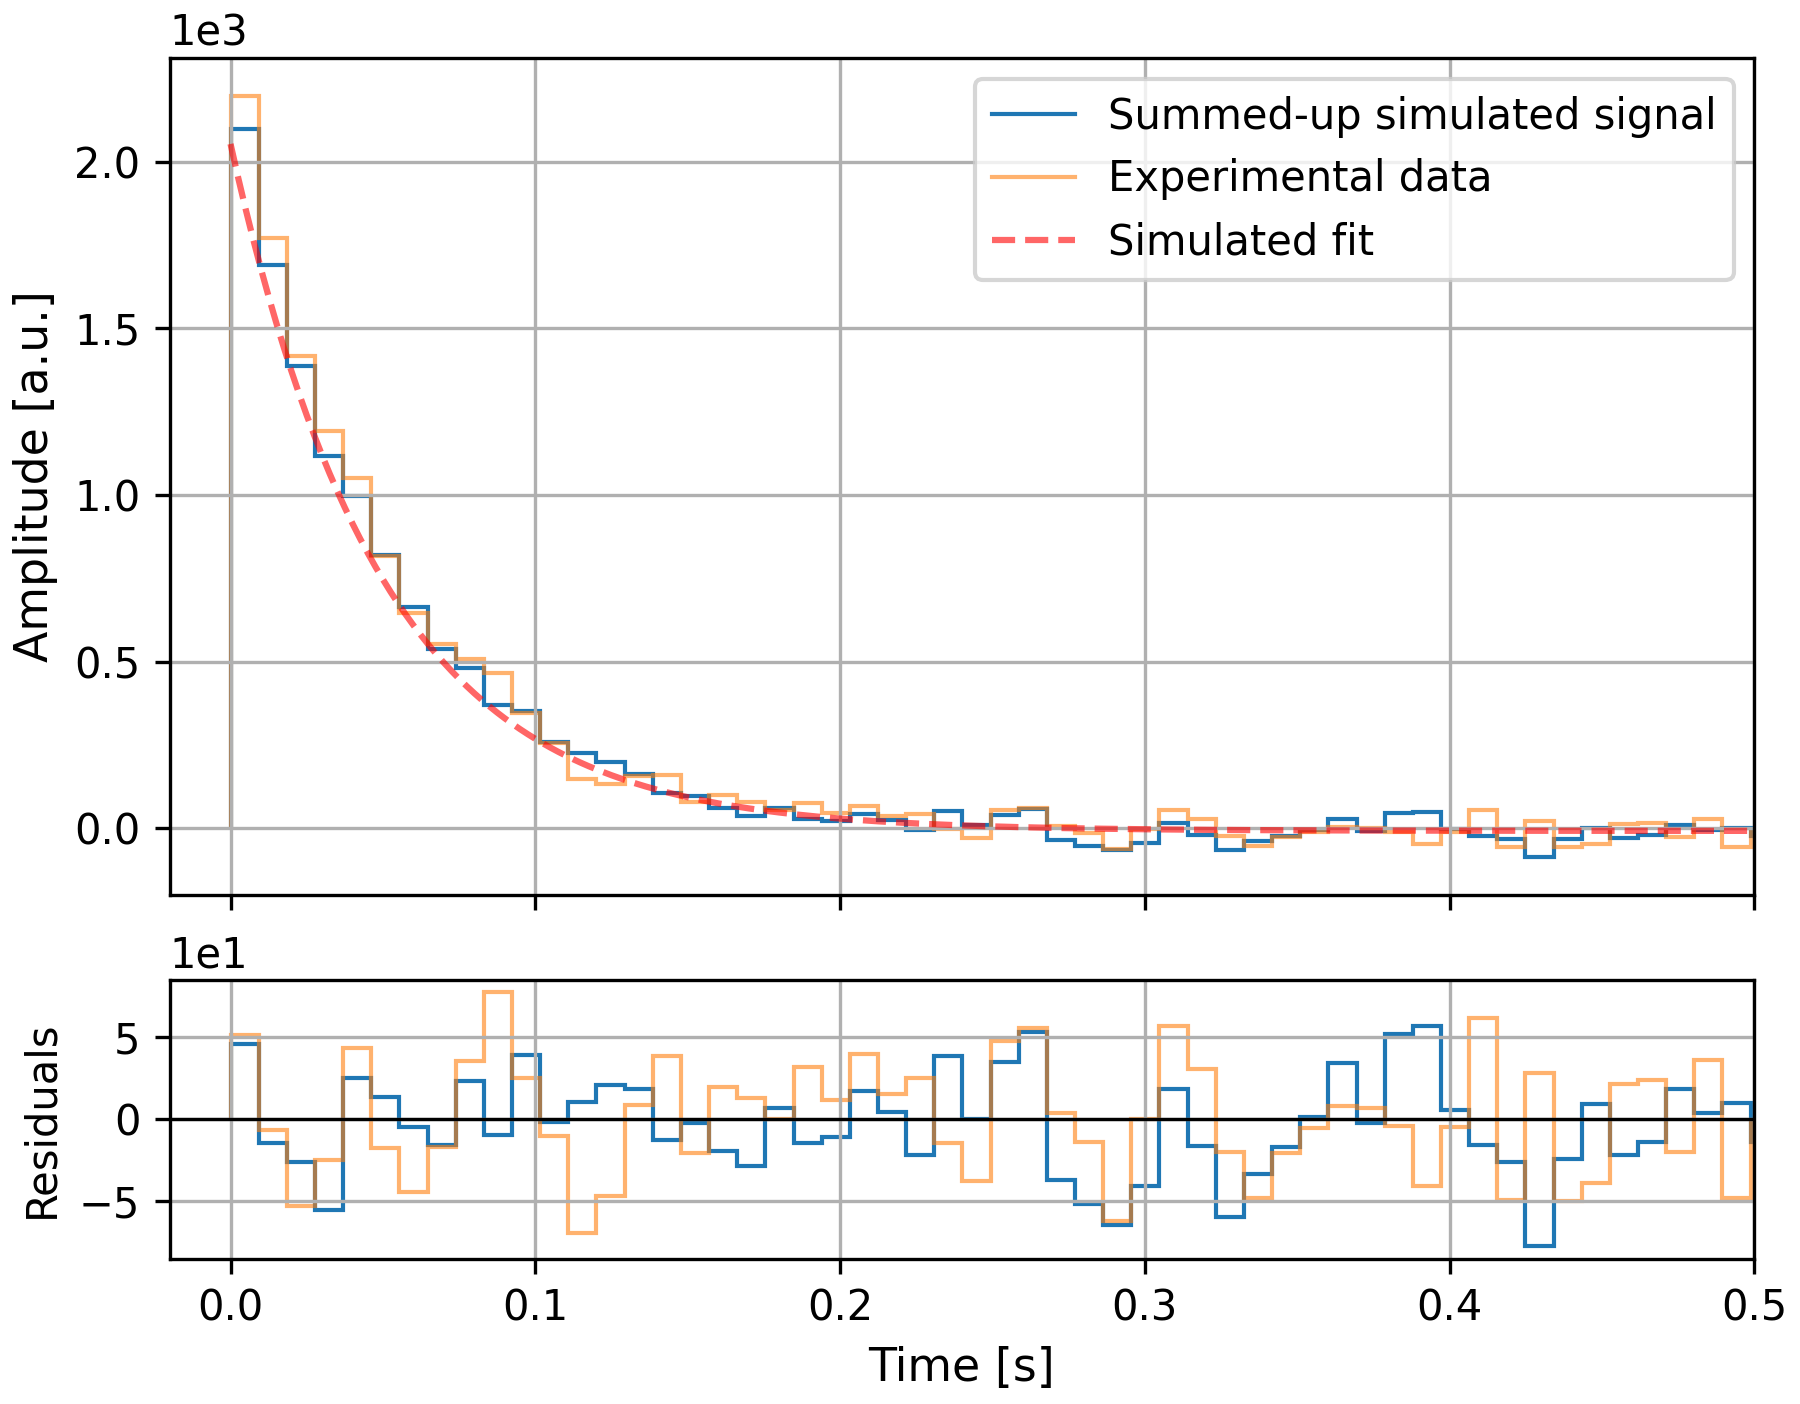 1e3
2.0
1.5
1.0
0.5
0.0
Amplitude [a.u.]
Summed-up simulated signal
Experimental data
Simulated fit
1e1
5
0
−5
Residuals
0.0 0.1 0.2 0.3 0.4 0.5
Time [s]